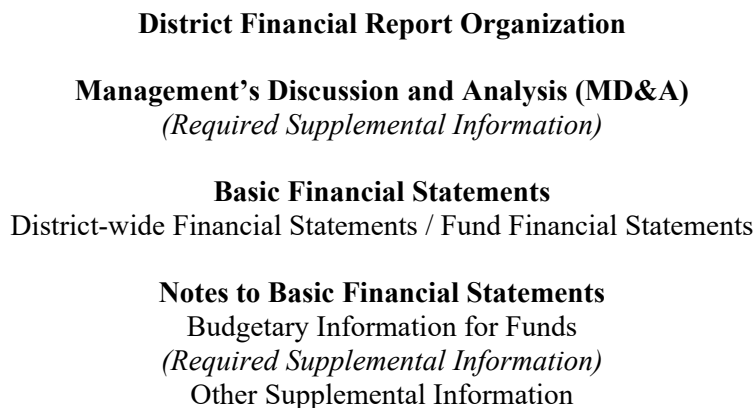 District Financial Report Organization
Management’s Discussion and Analysis (MD&A)
(Required Supplemental Information)
Basic Financial Statements
District-wide Financial Statements / Fund Financial Statements
Notes to Basic Financial Statements
Budgetary Information for Funds
(Required Supplemental Information)
Other Supplemental Information